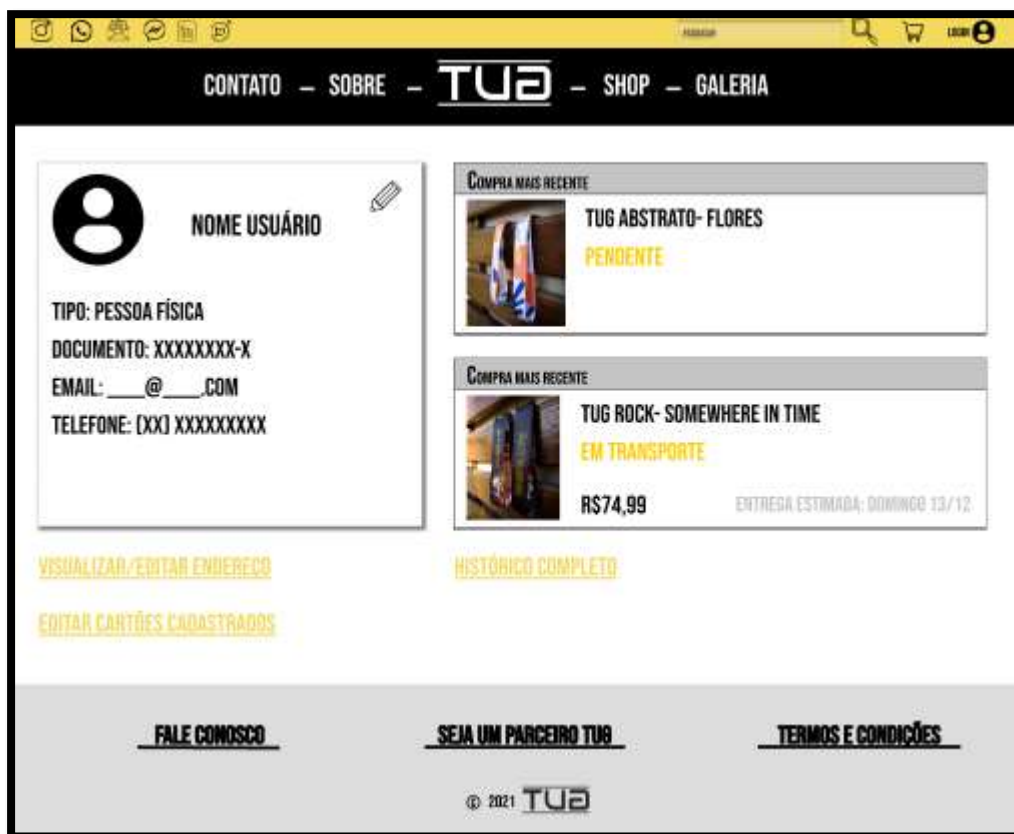 LOGIN
CONTATO – SOBRE – TUG – SHOP – GALERIA
NOME USUÁRIO
TIPO: PESSOA FÍSICA
DOCUMENTO: XXXXXXXX-X
EMAIL: ____@____.COM
TELEFONE: [XX] XXXXXXXXX
VISUALIZAR/EDITAR ENDEREÇO
EDITAR CARTÕES CADASTRADOS
COMPRA MAIS RECENTE
TUG ABSTRATO- FLORES
PENDENTE
COMPRA MAIS RECENTE
TUG ROCK- SOMEWHERE IN TIME
EM TRANSPORTE
R$74,99
ENTREGA ESTIMADA: DOMINGO 13/12
HISTÓRICO COMPLETO
FALE CONOSCO
SEJA UM PARCEIRO TUG
TERMOS E CONDIÇÕES
© 2021 TUG